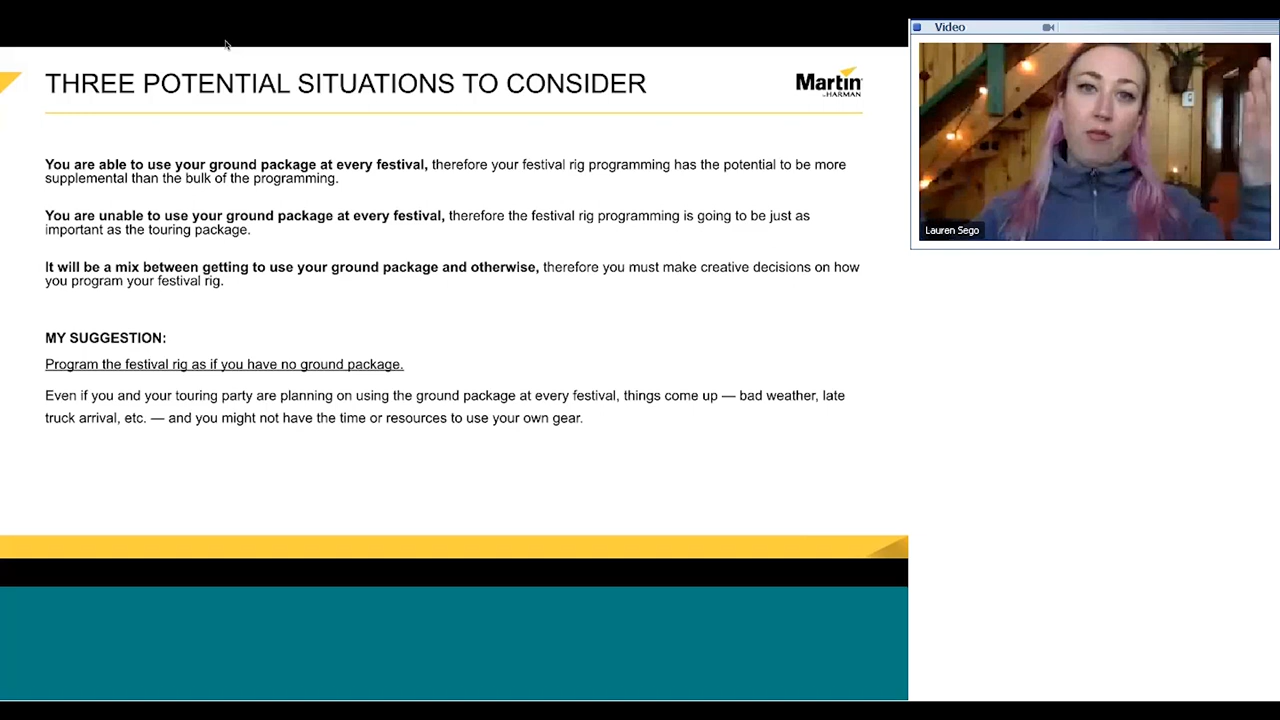 Video
THREE POTENTIAL SITUATIONS TO CONSIDER
Martin
by HARMAN
You are able to use your ground package at every festival, therefore your festival rig programming has the potential to be more
supplemental than the bulk of the programming.
You are unable to use your ground package at every festival, therefore the festival rig programming is going to be just as
important as the touring package.
It will be a mix between getting to use your ground package and otherwise, therefore you must make creative decisions on how
you program your festival rig.
MY SUGGESTION:
Program the festival rig as if you have no ground package.
Even if you and your touring party are planning on using the ground package at every festival, things come up — bad weather, late
truck arrival, etc. — and you might not have the time or resources to use your own gear.
Lauren Sego